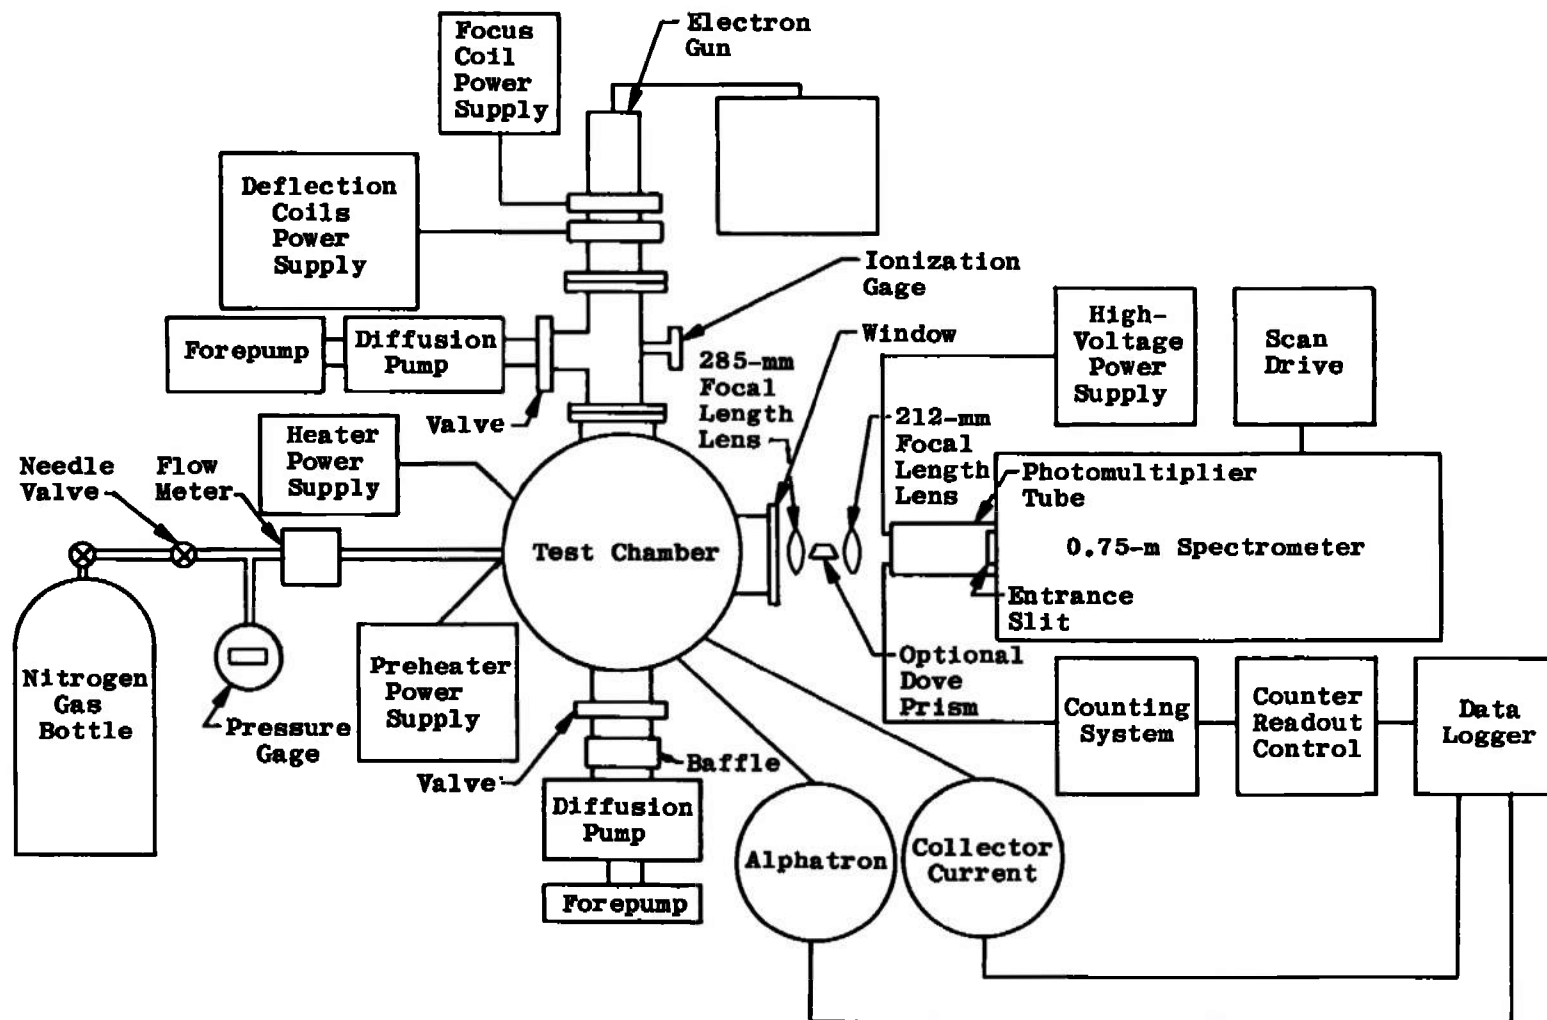 Focus
Coil
Power
Supply
Electron
Gun
Deflection
Coils
Power
Supply
Ionization
Gage
Forepump
Diffusion
Pump
Valve
285-mm
Focal
Length
Lens
Window
212-mm
Focal
Length
Lens
High-
Voltage
Power
Supply
Scan
Drive
Needle
Valve
Flow
Meter
Heater
Power
Supply
Test Chamber
Photomultiplier
Tube
0.75-m Spectrometer
Entrance
Slit
Nitrogen
Gas
Bottle
Pressure
Gage
Preheater
Power
Supply
Optional
Dove
Prism
Counting
System
Counter
Readout
Control
Data
Logger
Valve
Baffle
Diffusion
Pump
Forepump
Alphatron
Collector
Current